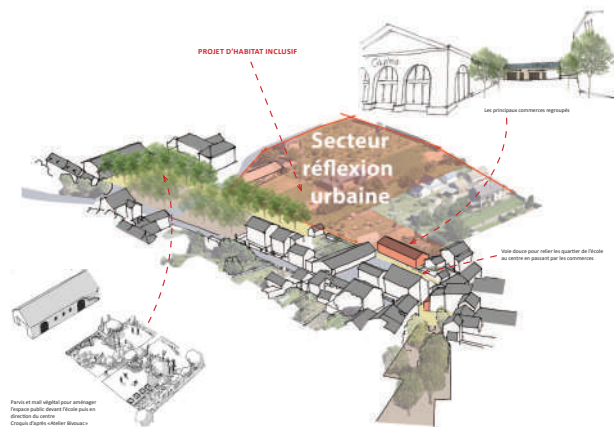 PROJET D'HABITAT INCLUSIF
Casino
Les principaux commerces regroupés
Secteur
réflexion
urbaine
Voie douce pour relier les quartier de l'école
au centre en passant par les commerces
Parvis et mail végétal pour aménager
l'espace public devant l'école puis en
direction du centre
Croquis d'après «Atelier Bivouac»